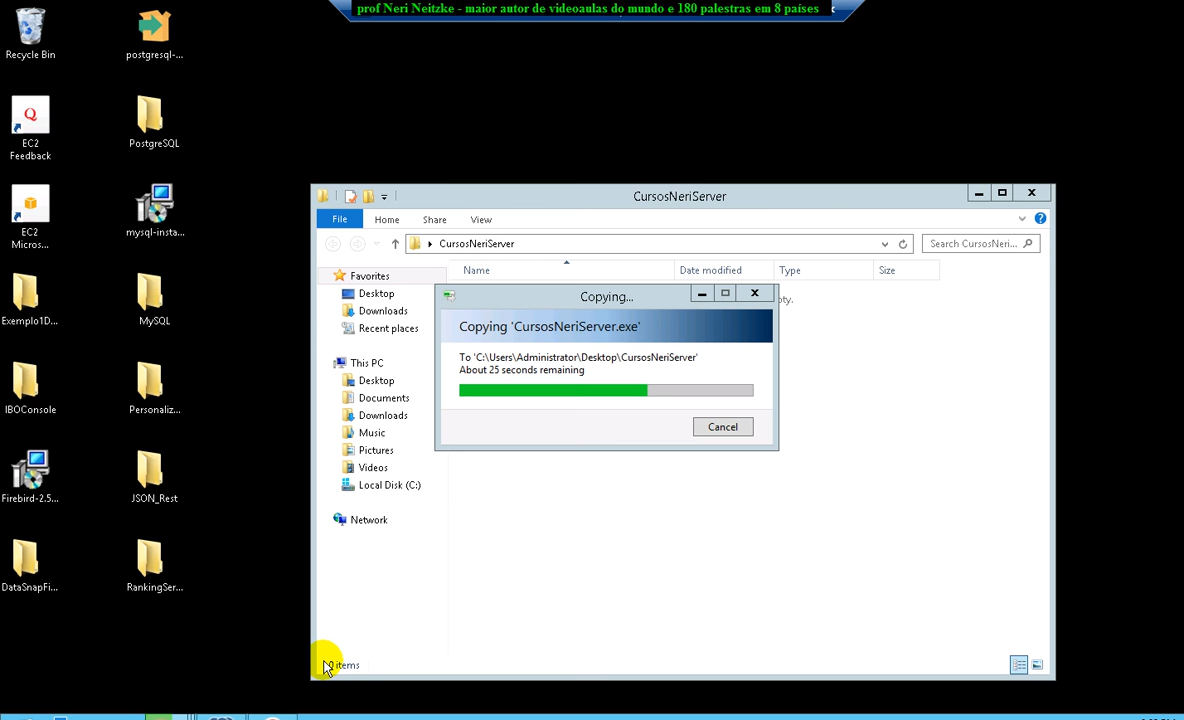 prof Neri Neitzke - maior autor de videoaulas do mundo e 180 palestras em 8 países
Recycle Bin
postgresql-...
EC2
Feedback
PostgreSQL
EC2
Micros...
mysql-insta...
Exemplo1D...
MySQL
IBOConsole
Personaliz...
Firebird-2.5...
JSON_Rest
DataSnapFi...
RankingSer...
CursosNeriServer
File
Home
Share
View
CursosNeriServer
Search CursosNeri...
Name
Date modified
Type
Size
Favorites
Desktop
Downloads
Recent places
This PC
Desktop
Documents
Downloads
Music
Pictures
Videos
Local Disk (C:)
Network
Copying...
Copying 'CursosNeriServer.exe'
To 'C:\Users\Administrator\Desktop\CursosNeriServer'
About 25 seconds remaining
Cancel
0 items